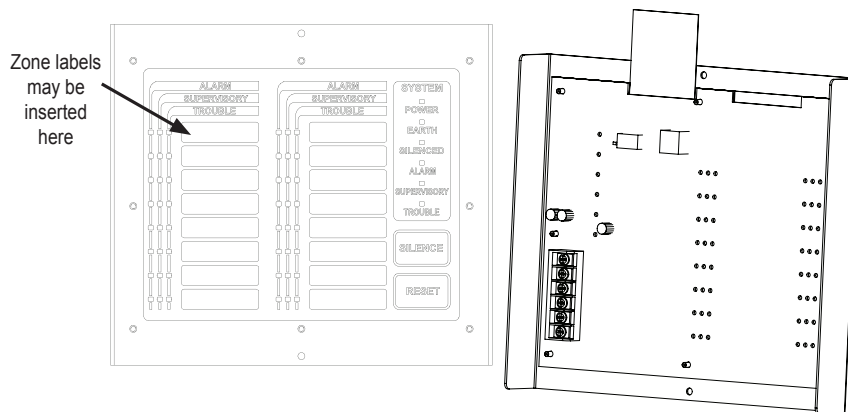 Zone labels
may be
inserted
here
ALARM
SUPERVISORY
TROUBLE
ALARM
SUPERVISORY
TROUBLE
SYSTEM
POWER
EARTH
SILENCED
ALARM
SUPERVISORY
TROUBLE
SILENCE
RESET